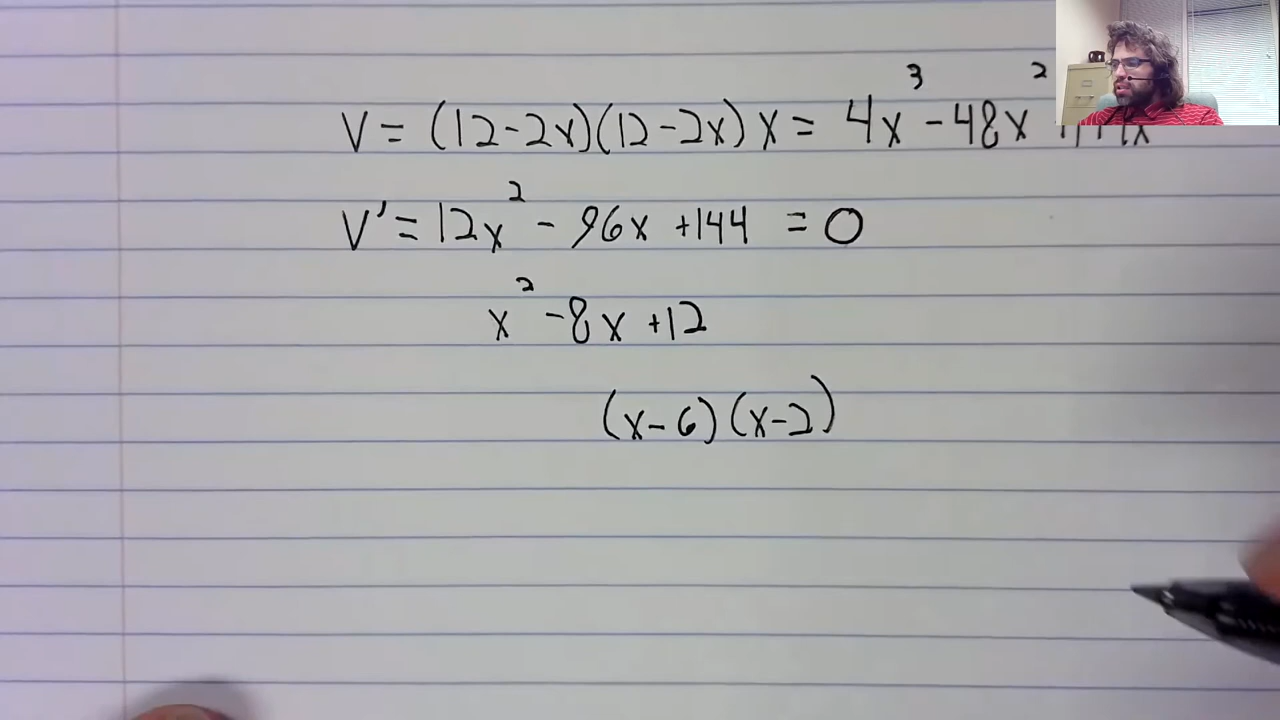 V = (12-2x)(12-2x) x = 4x³ - 48x²
V' = 12x² - 96x + 144 = 0
x² - 8x + 12
(x-6)(x-2)